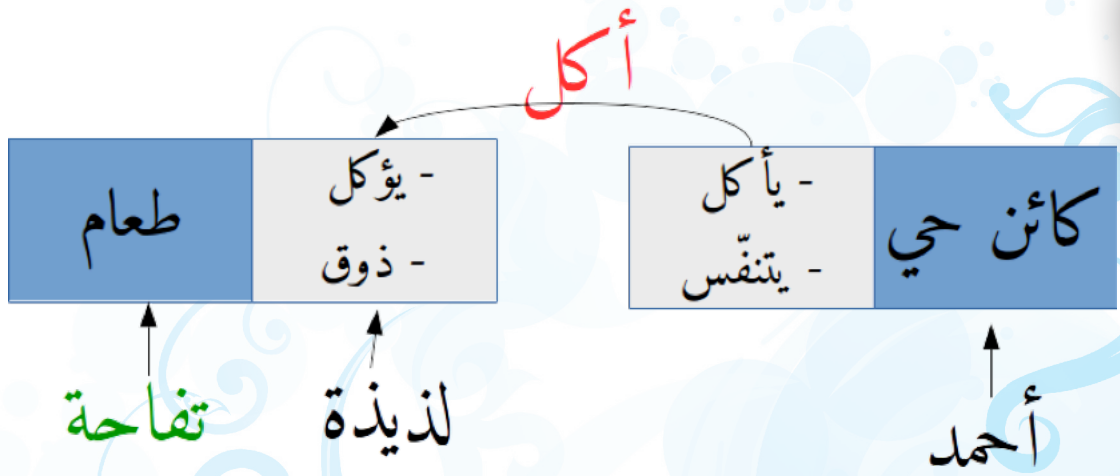 أكل
كائن حي
- يأكل
- يتنفّس
- يؤكل
- ذوق
طعام
أحمد
لذيذة
تفاحة